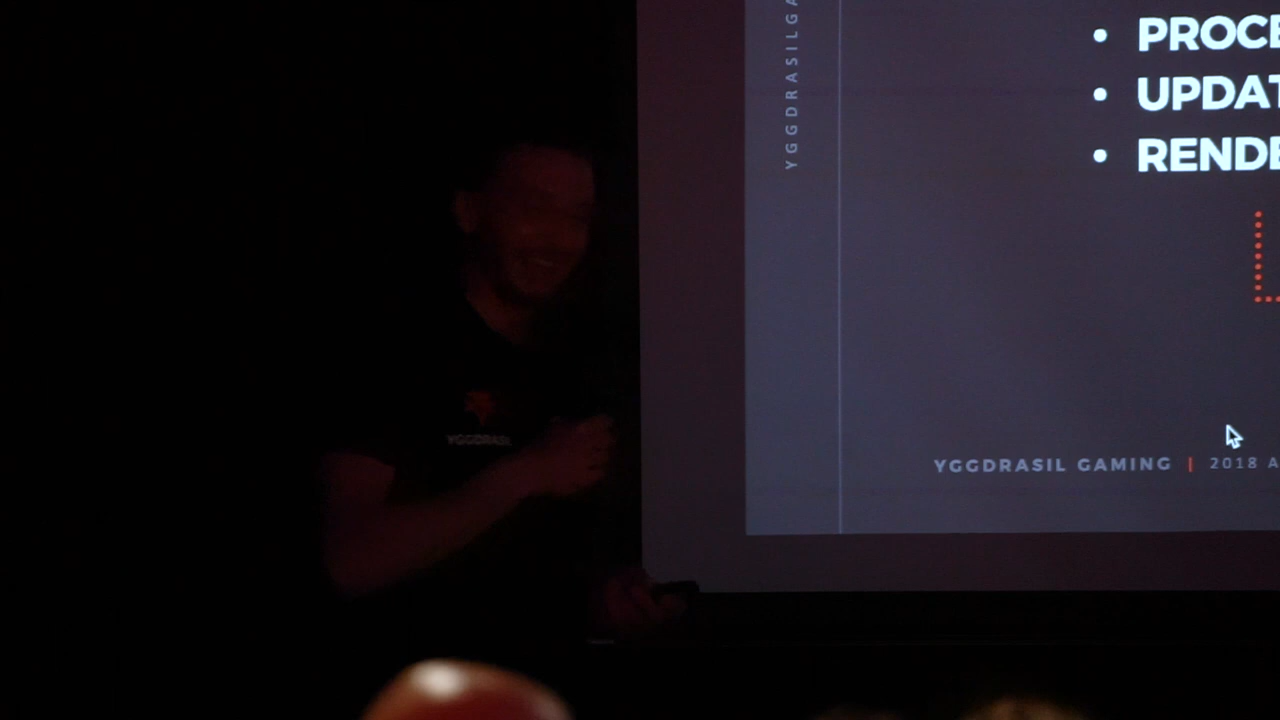 YGGDRASILGA
PROCE
UPDAT
RENDE
YGGDRASIL
YGGDRASIL GAMING | 2018 A